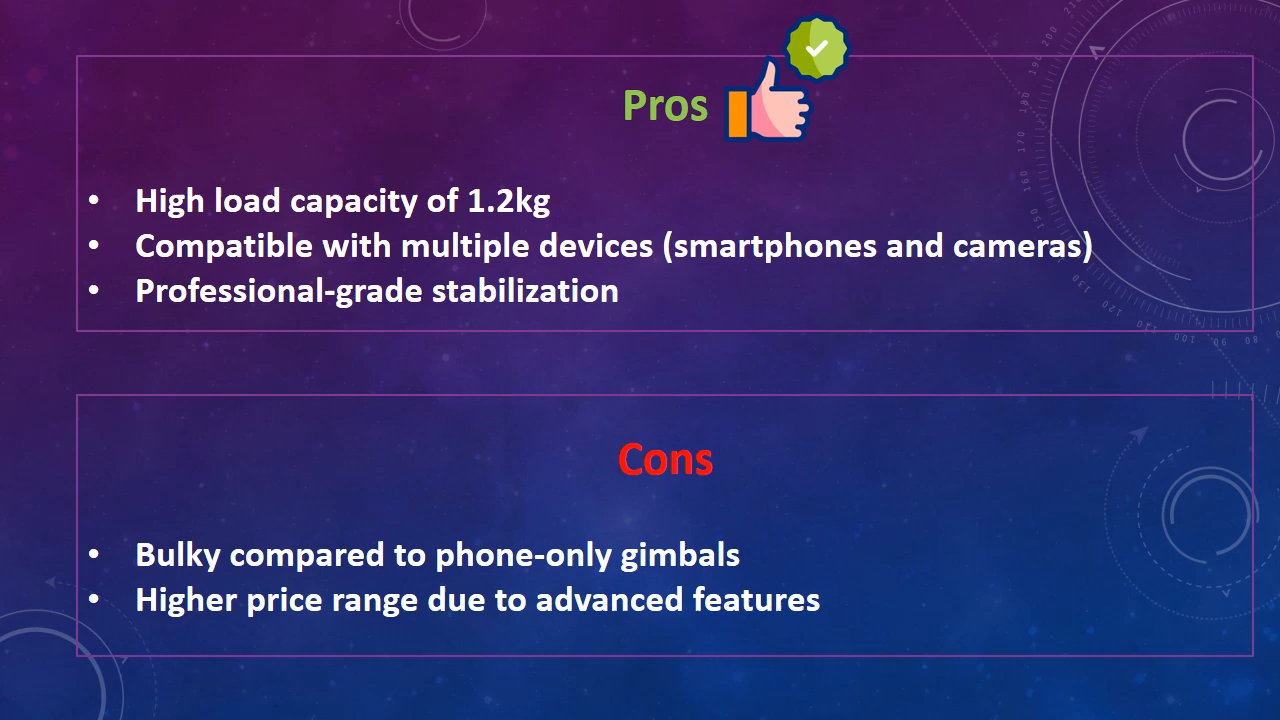 Pros
• High load capacity of 1.2kg
• Compatible with multiple devices (smartphones and cameras)
• Professional-grade stabilization
Cons
• Bulky compared to phone-only gimbals
• Higher price range due to advanced features